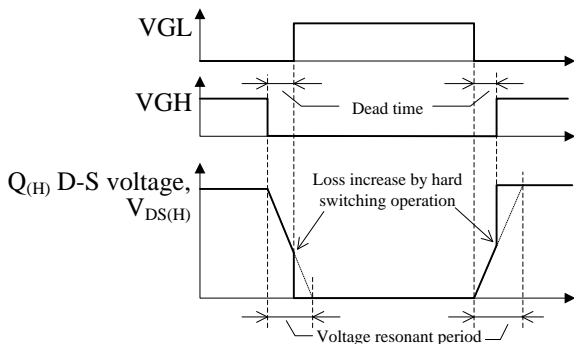 VGL
VGH
Dead time
Q(H) D-S voltage,
VDS(H)
Loss increase by hard
switching operation
Voltage resonant period